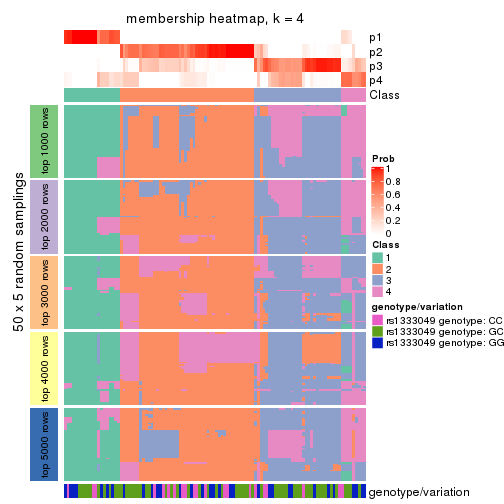 membership heatmap, k = 4
p1
p2
p3
p4
Class
50 x 5 random samplings
top 1000 rows
top 2000 rows
top 3000 rows
top 4000 rows
top 5000 rows
genotype/variation
Prob
1
0.8
0.6
0.4
0.2
0
Class
1
2
3
4
genotype/variation
rs1333049 genotype: CC
rs1333049 genotype: GC
rs1333049 genotype: GG